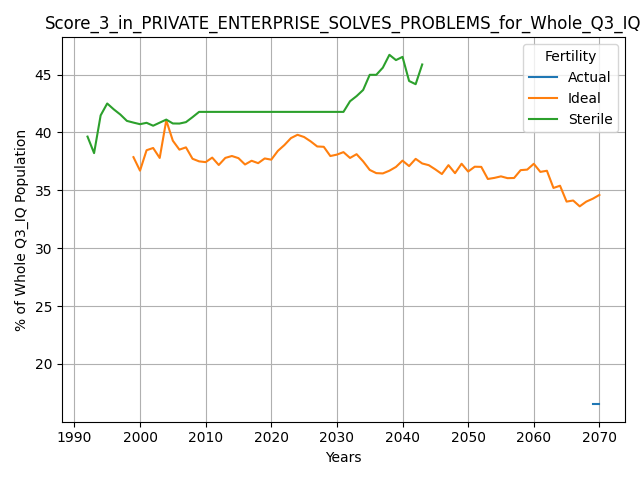 Score_3_in_PRIVATE_ENTERPRISE_SOLVES_PROBLEMS_for_Whole_Q3_IQ
Fertility
Actual
Ideal
Sterile
% of Whole Q3_IQ Population
45
40
35
30
25
20
1990 2000 2010 2020 2030 2040 2050 2060 2070
Years